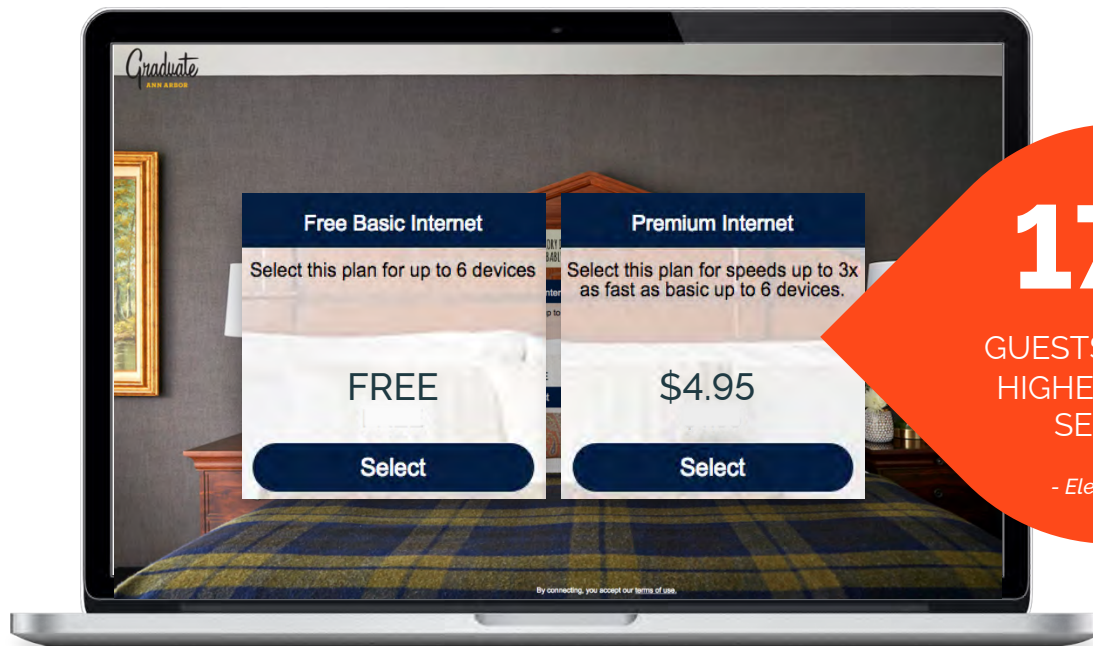 Graduate
ANN ARBOR
Free Basic Internet
Select this plan for up to 6 devices
FREE
Select
Premium Internet
Select this plan for speeds up to 3x
as fast as basic up to 6 devices.
$4.95
Select
By connecting, you accept our terms of use.
17
GUESTS
HIGHE
SE
- Ele